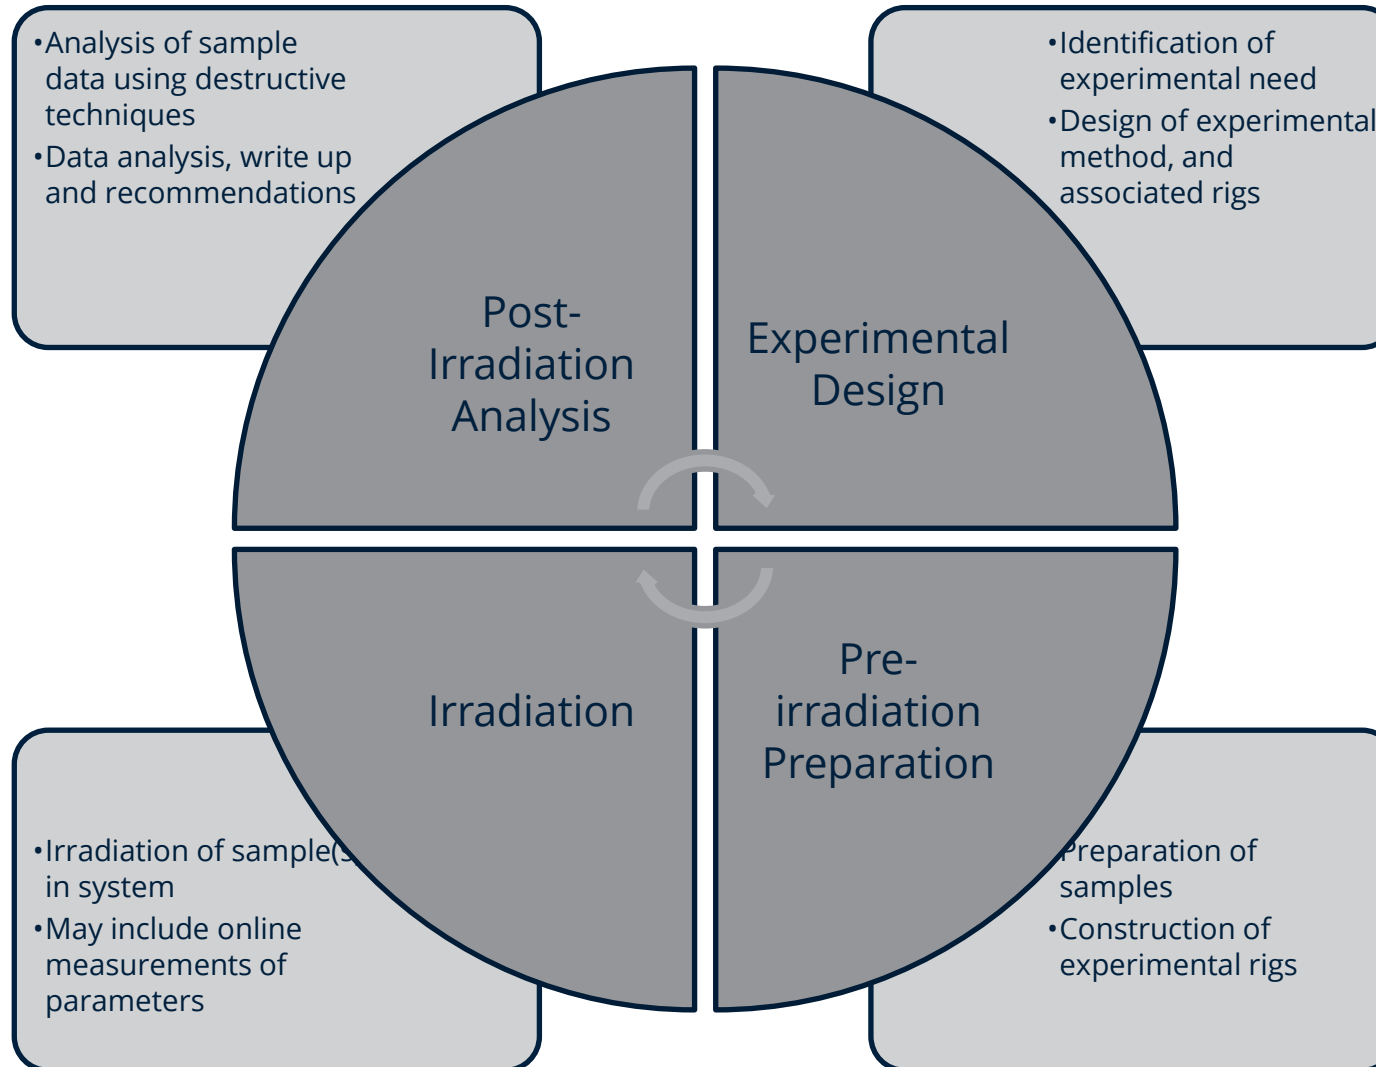 •Analysis of sample
data using destructive
techniques
•Data analysis, write up
and recommendations
•Identification of
experimental need
•Design of experimental
method, and
associated rigs
Post-
Irradiation
Analysis
Experimental
Design
Irradiation
Pre-
irradiation
Preparation
•Irradiation of sample(s
in system
•May include online
measurements of
parameters
Preparation of
samples
•Construction of
experimental rigs